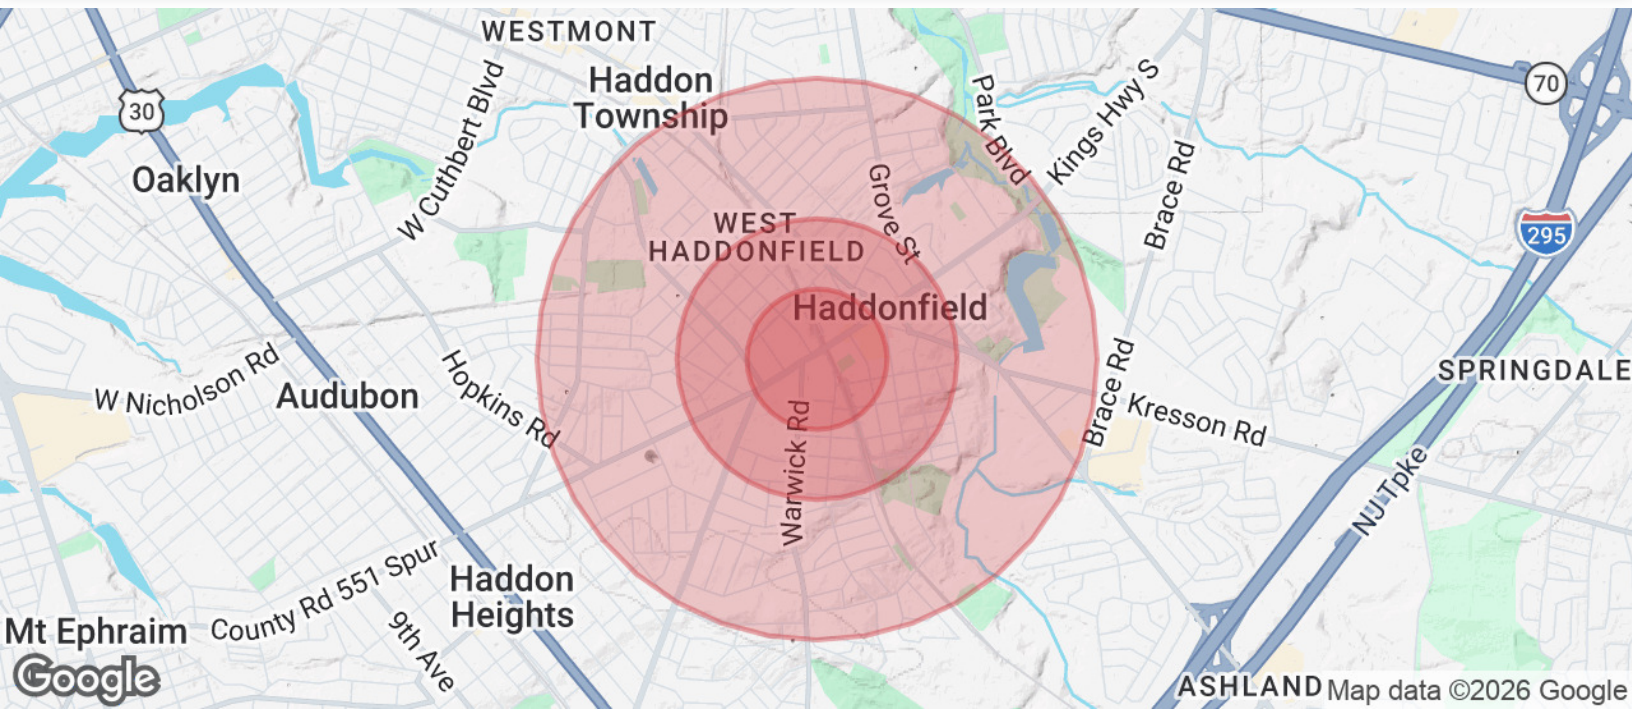 WESTMONT
Haddon
Township
30
W Cuthbert Blvd
Park Blvd
Kings Hwy S
70
Oaklyn
Grove St
Brace Rd
WEST
HADDONFIELD
295
Haddonfield
W Nicholson Rd
Audubon
Hopkins Rd
Warwick Rd
Brace Rd
Kresson Rd
SPRINGDALE
NJ Tpke
County Rd 551 Spur
Haddon
Heights
9th Ave
Mt Ephraim
Google
ASHLAND
Map data ©2026 Google